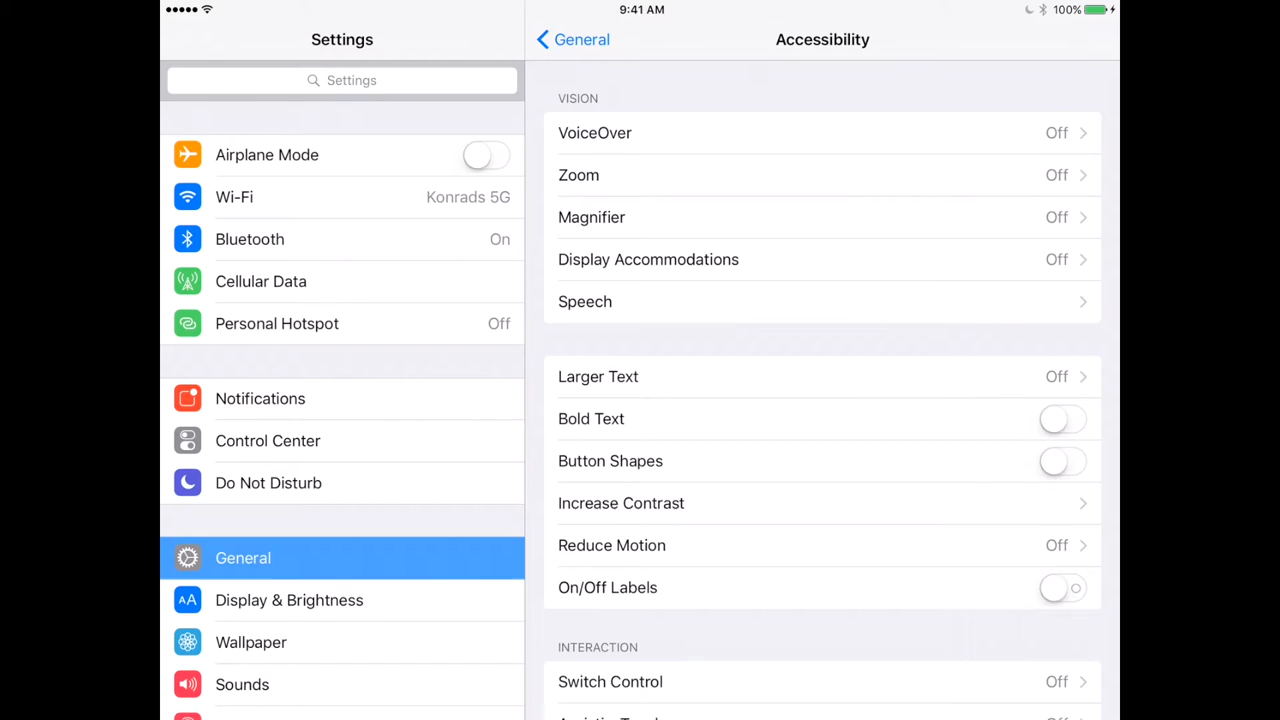 9:41 AM
100%
Settings
Settings
Airplane Mode
Wi-Fi Konrads 5G
Bluetooth On
Cellular Data
Personal Hotspot Off
Notifications
Control Center
Do Not Disturb
General
AA Display & Brightness
Wallpaper
Sounds
General
Accessibility
VISION
VoiceOver Off
Zoom Off
Magnifier Off
Display Accommodations Off
Speech
Larger Text Off
Bold Text
Button Shapes
Increase Contrast
Reduce Motion Off
On/Off Labels
INTERACTION
Switch Control Off